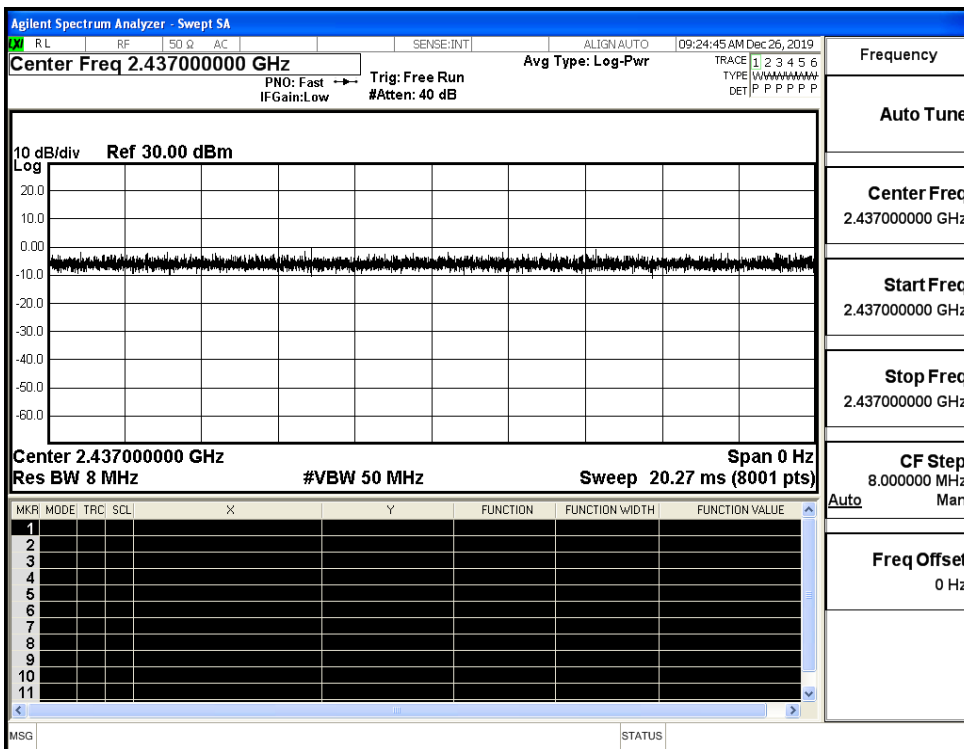 Agilent Spectrum Analyzer - Swept SA
LXI RL RF 50 Ω AC SENSE:INT ALIGN AUTO 09:24:45 AM Dec 26, 2019
Center Freq 2.437000000 GHz
PNO: Fast
IFGain:Low
Trig: Free Run
#Atten: 40 dB
Avg Type: Log-Pwr
TRACE 1 2 3 4 5 6
TYPE WWWWWW
DET P P P P P P
10 dB/div Ref 30.00 dBm
Log
20.0
10.0
0.00
-10.0
-20.0
-30.0
-40.0
-50.0
-60.0
Center 2.437000000 GHz Span 0 Hz
Res BW 8 MHz #VBW 50 MHz Sweep 20.27 ms (8001 pts)
MKR MODE TRC SCL X Y FUNCTION FUNCTION WIDTH FUNCTION VALUE
1
2
3
4
5
6
7
8
9
10
11
MSG STATUS
Frequency
Auto Tune
Center Freq
2.437000000 GHz
Start Freq
2.437000000 GHz
Stop Freq
2.437000000 GHz
CF Step
8.000000 MHz
Auto Man
Freq Offset
0 Hz